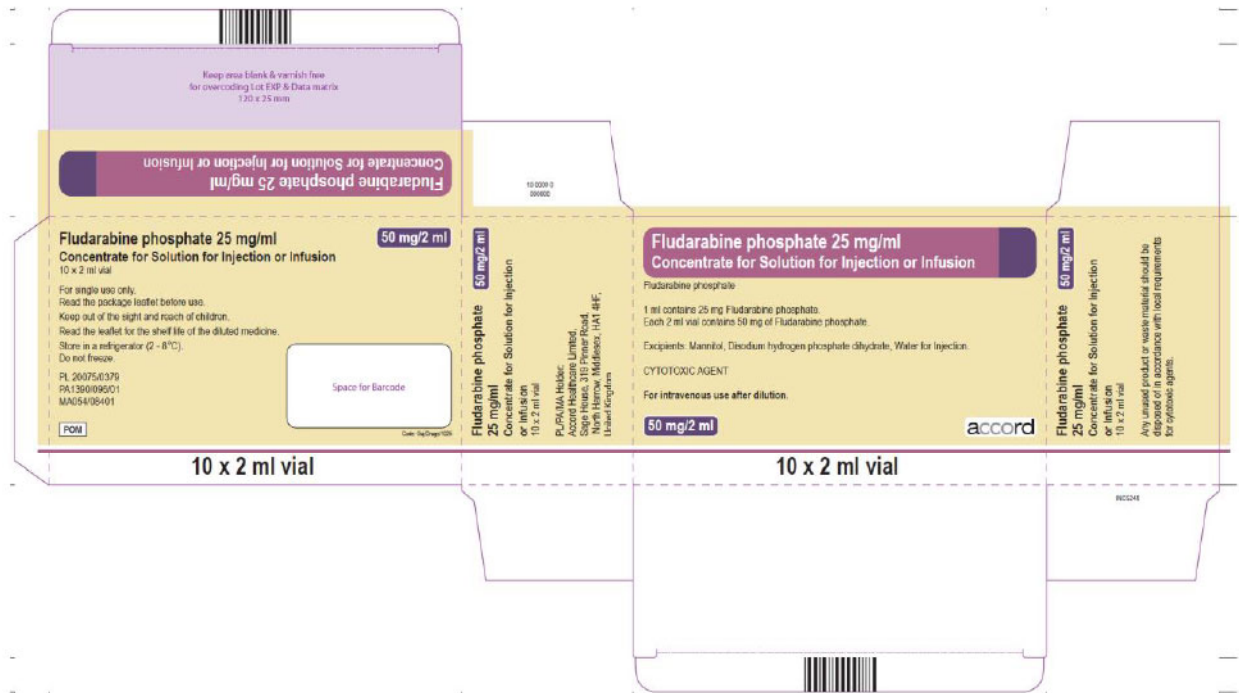 Keep area blank & varnish free
for overcoding Lot EXP & Data matrix
120 x 25 mm
Fludarabine phosphate 25 mg/ml
Concentrate for Solution for Injection or Infusion
Fludarabine phosphate 25 mg/ml
50 mg/2 ml
Concentrate for Solution for Injection or Infusion
10 x 2 ml vial
For single use only.
Read the package leaflet before use.
Keep out of the sight and reach of children.
Read the leaflet for the shelf life of the diluted medicine.
Store in a refrigerator (2 - 8°C).
Do not freeze.
PL 20075/0379
PA1390/096/01
MA054/08401
POM
Space for Barcode
10 x 2 ml vial
Fludarabine phosphate
50 mg/2 ml
25 mg/ml
Concentrate for Solution for Injection
or Infusion
10 x 2 ml vial
PL/PA/MA Holder:
Accord Healthcare Limited,
Sage House, 319 Pinner Road,
North Harrow, Middlesex, HA1 4HF,
United Kingdom
Fludarabine phosphate 25 mg/ml
Concentrate for Solution for Injection or Infusion
Fludarabine phosphate
1 ml contains 25 mg Fludarabine phosphate.
Each 2 ml vial contains 50 mg of Fludarabine phosphate.
Excipients: Mannitol, Disodium hydrogen phosphate dihydrate, Water for Injection.
CYTOTOXIC AGENT
For intravenous use after dilution.
50 mg/2 ml
accord
10 x 2 ml vial
Fludarabine phosphate
50 mg/2 ml
25 mg/ml
Concentrate for Solution for Injection
or Infusion
10 x 2 ml vial
Any unused product or waste material should be
disposed of in accordance with local requirements
for cytotoxic agents.